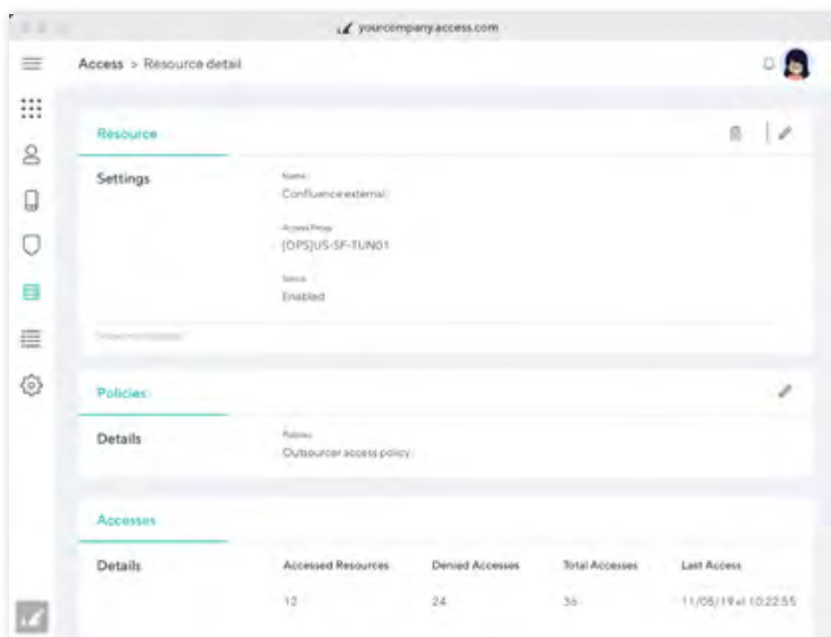 yourcompany.access.com
Access > Resource detail
Resource
Settings
Name
Confluence external
Access Proxy
[OPS]US-SF-TUN01
Status
Enabled
Policies
Details
Policies
Outsourcer access policy
Accesses
Details
Accessed Resources Denied Accesses Total Accesses Last Access
12 24 36 11/05/19 at 10:22:55